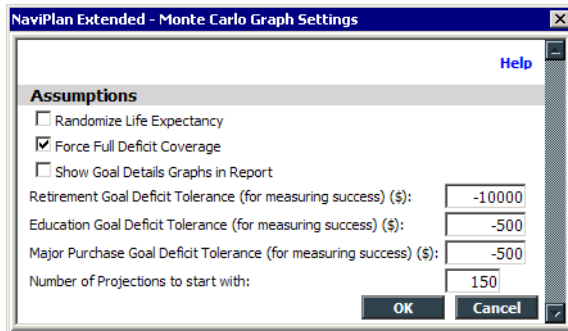 NaviPlan Extended - Monte Carlo Graph Settings
Help
Assumptions
Randomize Life Expectancy
Force Full Deficit Coverage
Show Goal Details Graphs in Report
Retirement Goal Deficit Tolerance (for measuring success) ($): -10000
Education Goal Deficit Tolerance (for measuring success) ($): -500
Major Purchase Goal Deficit Tolerance (for measuring success) ($): -500
Number of Projections to start with: 150
OK Cancel